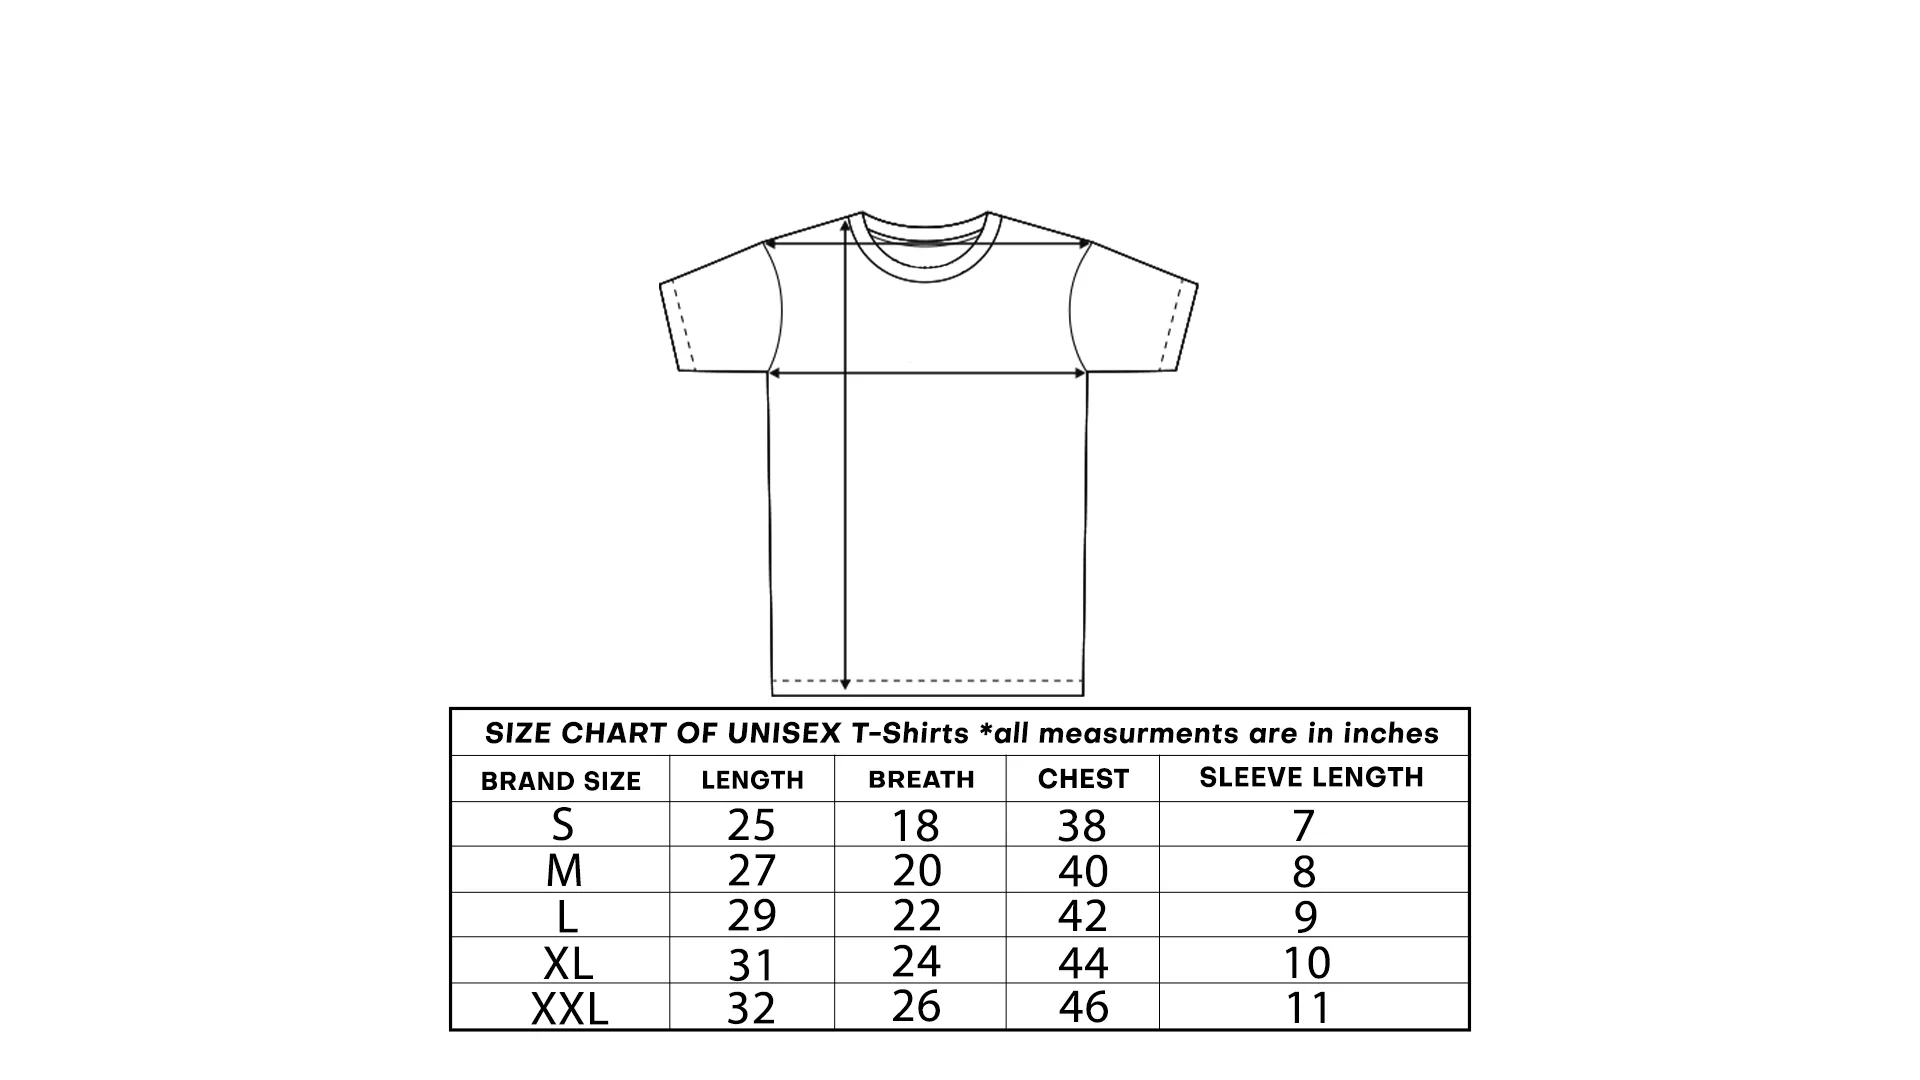 SIZE CHART OF UNISEX T-Shirts *all measurments are in inches
BRAND SIZE LENGTH BREATH CHEST SLEEVE LENGTH
S 25 18 38 7
M 27 20 40 8
L 29 22 42 9
XL 31 24 44 10
XXL 32 26 46 11